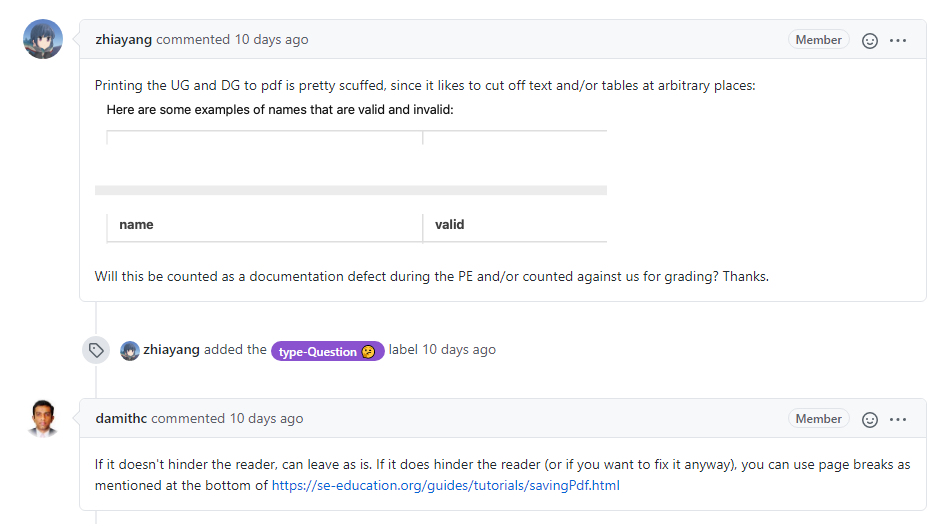 zhiayang commented 10 days ago
Member
Printing the UG and DG to pdf is pretty scuffed, since it likes to cut off text and/or tables at arbitrary places:
Here are some examples of names that are valid and invalid:
name valid
Will this be counted as a documentation defect during the PE and/or counted against us for grading? Thanks.
zhiayang added the type-Question 🤔 label 10 days ago
damithc commented 10 days ago
Member
If it doesn't hinder the reader, can leave as is. If it does hinder the reader (or if you want to fix it anyway), you can use page breaks as
mentioned at the bottom of https://se-education.org/guides/tutorials/savingPdf.html